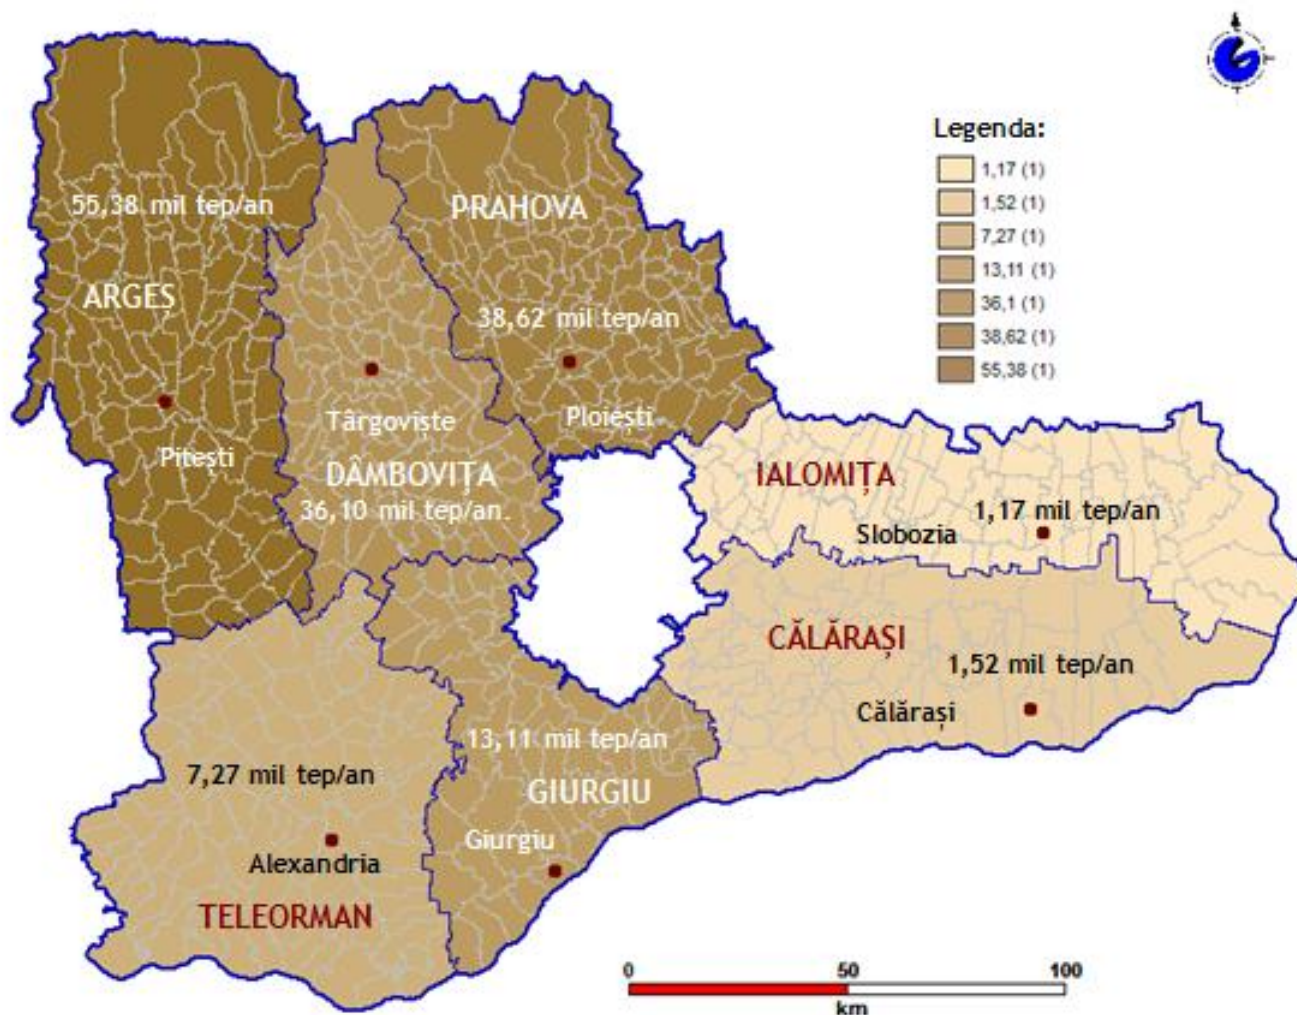 Legenda:
1,17 (1)
1,52 (1)
7,27 (1)
13,11 (1)
36,1 (1)
38,62 (1)
55,38 (1)
55,38 mil tep/an
ARGEȘ
Pitești
PRAHOVA
38,62 mil tep/an
Ploiești
Târgoviște
DÂMBOVIȚA
36,10 mil tep/an.
IALOMIȚA
1,17 mil tep/an
Slobozia
CĂLĂRAȘI
1,52 mil tep/an
Călărași
13,11 mil tep/an
GIURGIU
Giurgiu
7,27 mil tep/an
Alexandria
TELEORMAN
0 50 100
km